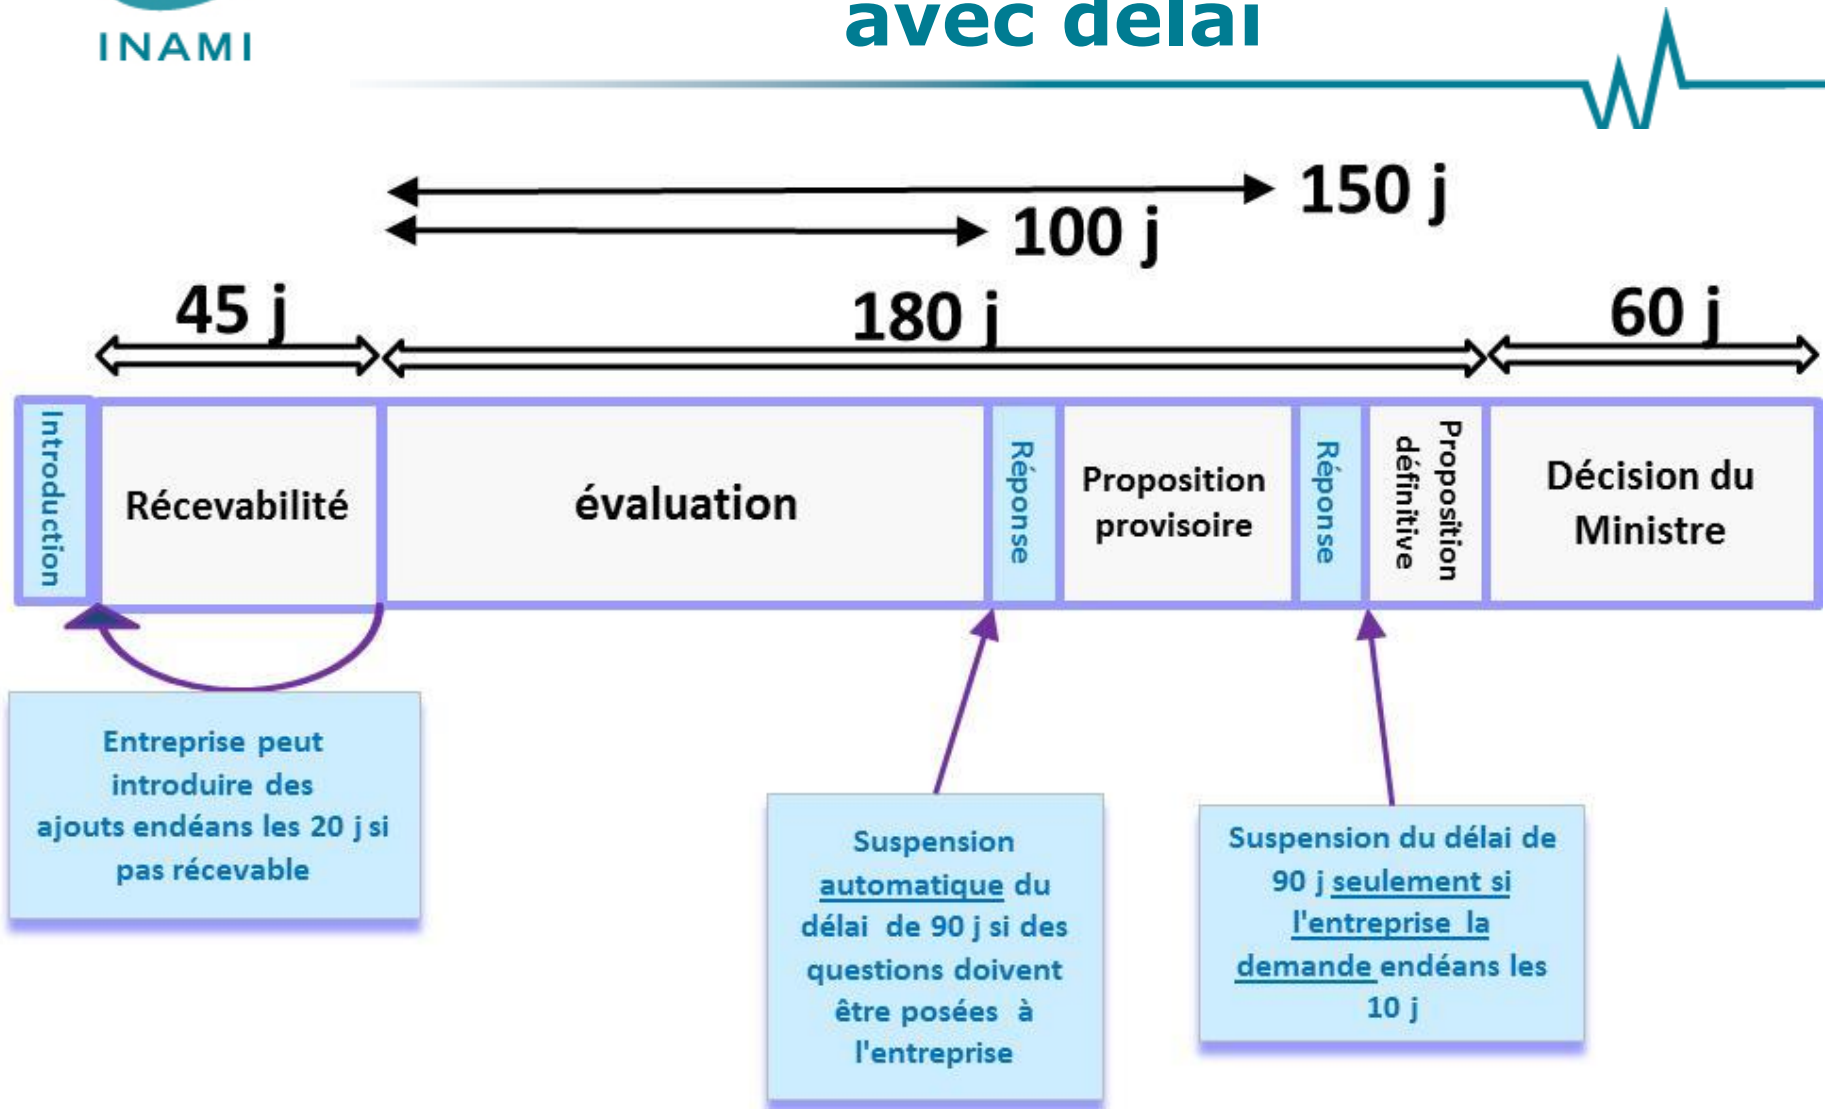 INAMI
avec délai
150 j
100 j
45 j
180 j
60 j
Introduction
Récevabilité
évaluation
Réponse
Proposition
provisoire
Réponse
Proposition
définitive
Décision du
Ministre
Entreprise peut
introduire des
ajouts endéans les 20 j si
pas récevable
Suspension
automatique du
délai de 90 j si des
questions doivent
être posées à
l'entreprise
Suspension du délai de
90 j seulement si
l'entreprise la
demande endéans les
10 j